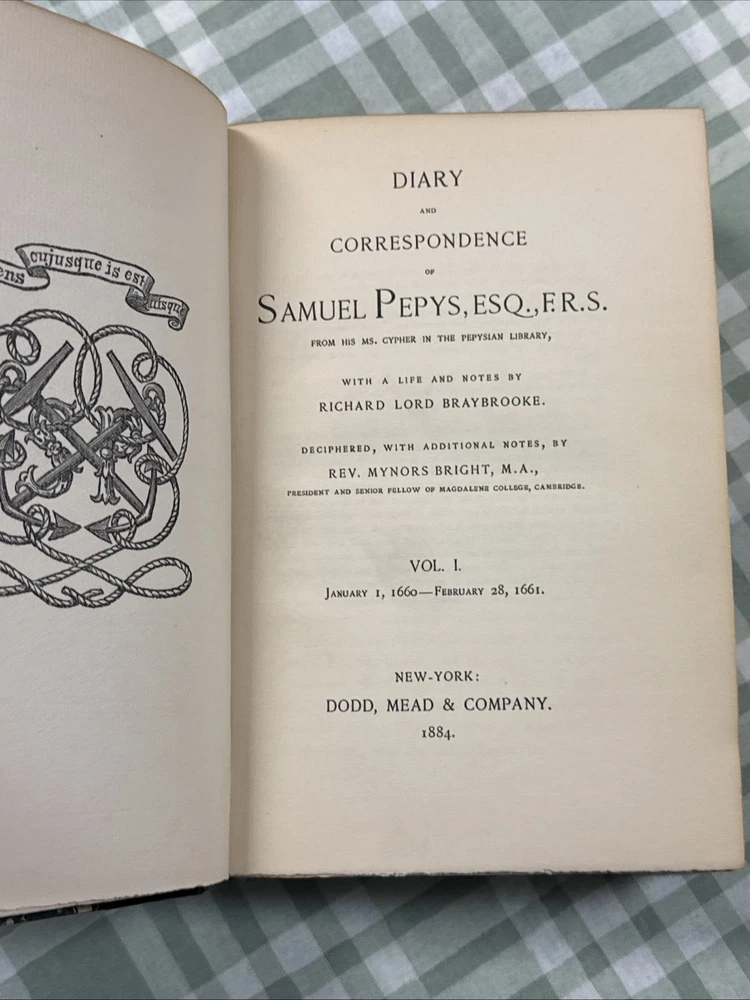 ens cujusque is est quisque
DIARY
AND
CORRESPONDENCE
OF
SAMUEL PEPYS, ESQ., F.R.S.
FROM HIS MS. CYPHER IN THE PEPYSIAN LIBRARY,
WITH A LIFE AND NOTES BY
RICHARD LORD BRAYBROOKE.
DECIPHERED, WITH ADDITIONAL NOTES, BY
REV. MYNORS BRIGHT, M.A.,
PRESIDENT AND SENIOR FELLOW OF MAGDALENE COLLEGE, CAMBRIDGE.
VOL. I.
JANUARY 1, 1660—FEBRUARY 28, 1661.
NEW-YORK:
DODD, MEAD & COMPANY.
1884.